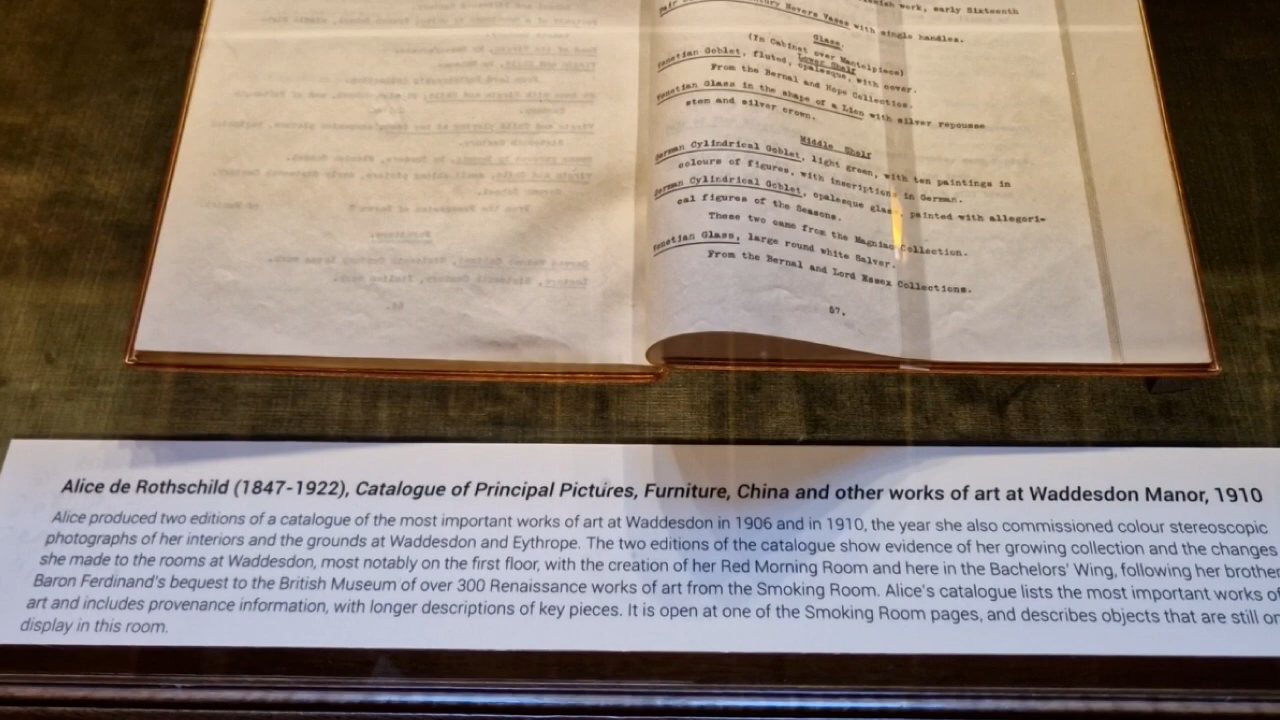 work, early Sixteenth
Hovers Vases with single handles.
Glass.
(In Cabinet over Mantelpiece)
Lower Shelf
Venetian Goblet, fluted, opalesque, with cover.
From the Bernal and Hope Collection.
Venetian Glass in the shape of a Lion with silver repousse
stem and silver crown.
Middle Shelf
German Cylindrical Goblet, light green, with ten paintings in
colours of figures, with inscriptions in German.
German Cylindrical Goblet, opalesque glass, painted with allegori-
cal figures of the Seasons.
These two came from the Magniac Collection.
Venetian Glass, large round white Salver.
From the Bernal and Lord Essex Collections.
57.
Alice de Rothschild (1847-1922), Catalogue of Principal Pictures, Furniture, China and other works of art at Waddesdon Manor, 1910
Alice produced two editions of a catalogue of the most important works of art at Waddesdon in 1906 and in 1910, the year she also commissioned colour stereoscopic
photographs of her interiors and the grounds at Waddesdon and Eythrope. The two editions of the catalogue show evidence of her growing collection and the changes
she made to the rooms at Waddesdon, most notably on the first floor, with the creation of her Red Morning Room and here in the Bachelors' Wing, following her brother
Baron Ferdinand's bequest to the British Museum of over 300 Renaissance works of art from the Smoking Room. Alice's catalogue lists the most important works of
art and includes provenance information, with longer descriptions of key pieces. It is open at one of the Smoking Room pages, and describes objects that are still on
display in this room.